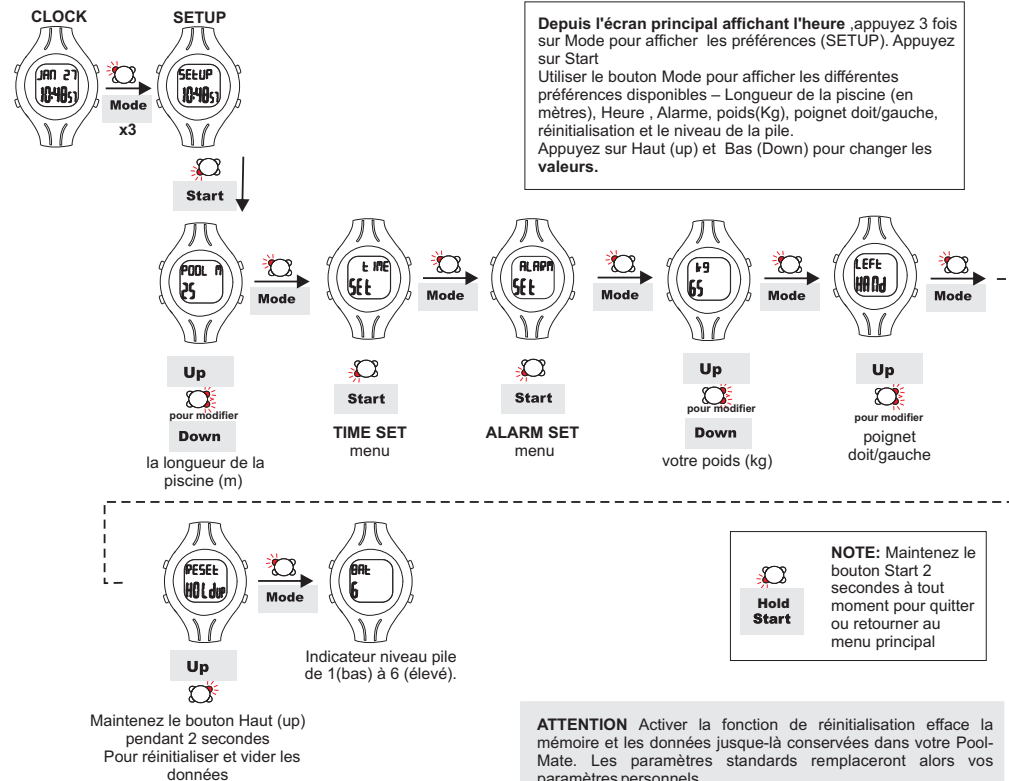 CLOCK
SETUP
JAN 27
10:48 51
Mode
x3
SEtUP
10:48 51
Depuis l'écran principal affichant l'heure ,appuyez 3 fois
sur Mode pour afficher les préférences (SETUP). Appuyez
sur Start
Utiliser le bouton Mode pour afficher les différentes
préférences disponibles – Longueur de la piscine (en
mètres), Heure , Alarme, poids(Kg), poignet doit/gauche,
réinitialisation et le niveau de la pile.
Appuyez sur Haut (up) et Bas (Down) pour changer les
valeurs.
Start
POOL M
25
Mode
tIME
SEt
Mode
ALARM
SEt
Mode
kg
65
Mode
LEFt
HANd
Mode
Up
pour modifier
Down
la longueur de la
piscine (m)
Start
TIME SET
menu
Start
ALARM SET
menu
Up
pour modifier
Down
votre poids (kg)
Up
pour modifier
poignet
doit/gauche
RESEt
HOLdUP
Mode
BAt
6
Up
Maintenez le bouton Haut (up)
pendant 2 secondes
Pour réinitialiser et vider les
données
Indicateur niveau pile
de 1(bas) à 6 (élevé).
Hold
Start
NOTE: Maintenez le
bouton Start 2
secondes à tout
moment pour quitter
ou retourner au
menu principal
ATTENTION Activer la fonction de réinitialisation efface la
mémoire et les données jusque-là conservées dans votre Pool-
Mate. Les paramètres standards remplaceront alors vos
paramètres personnels